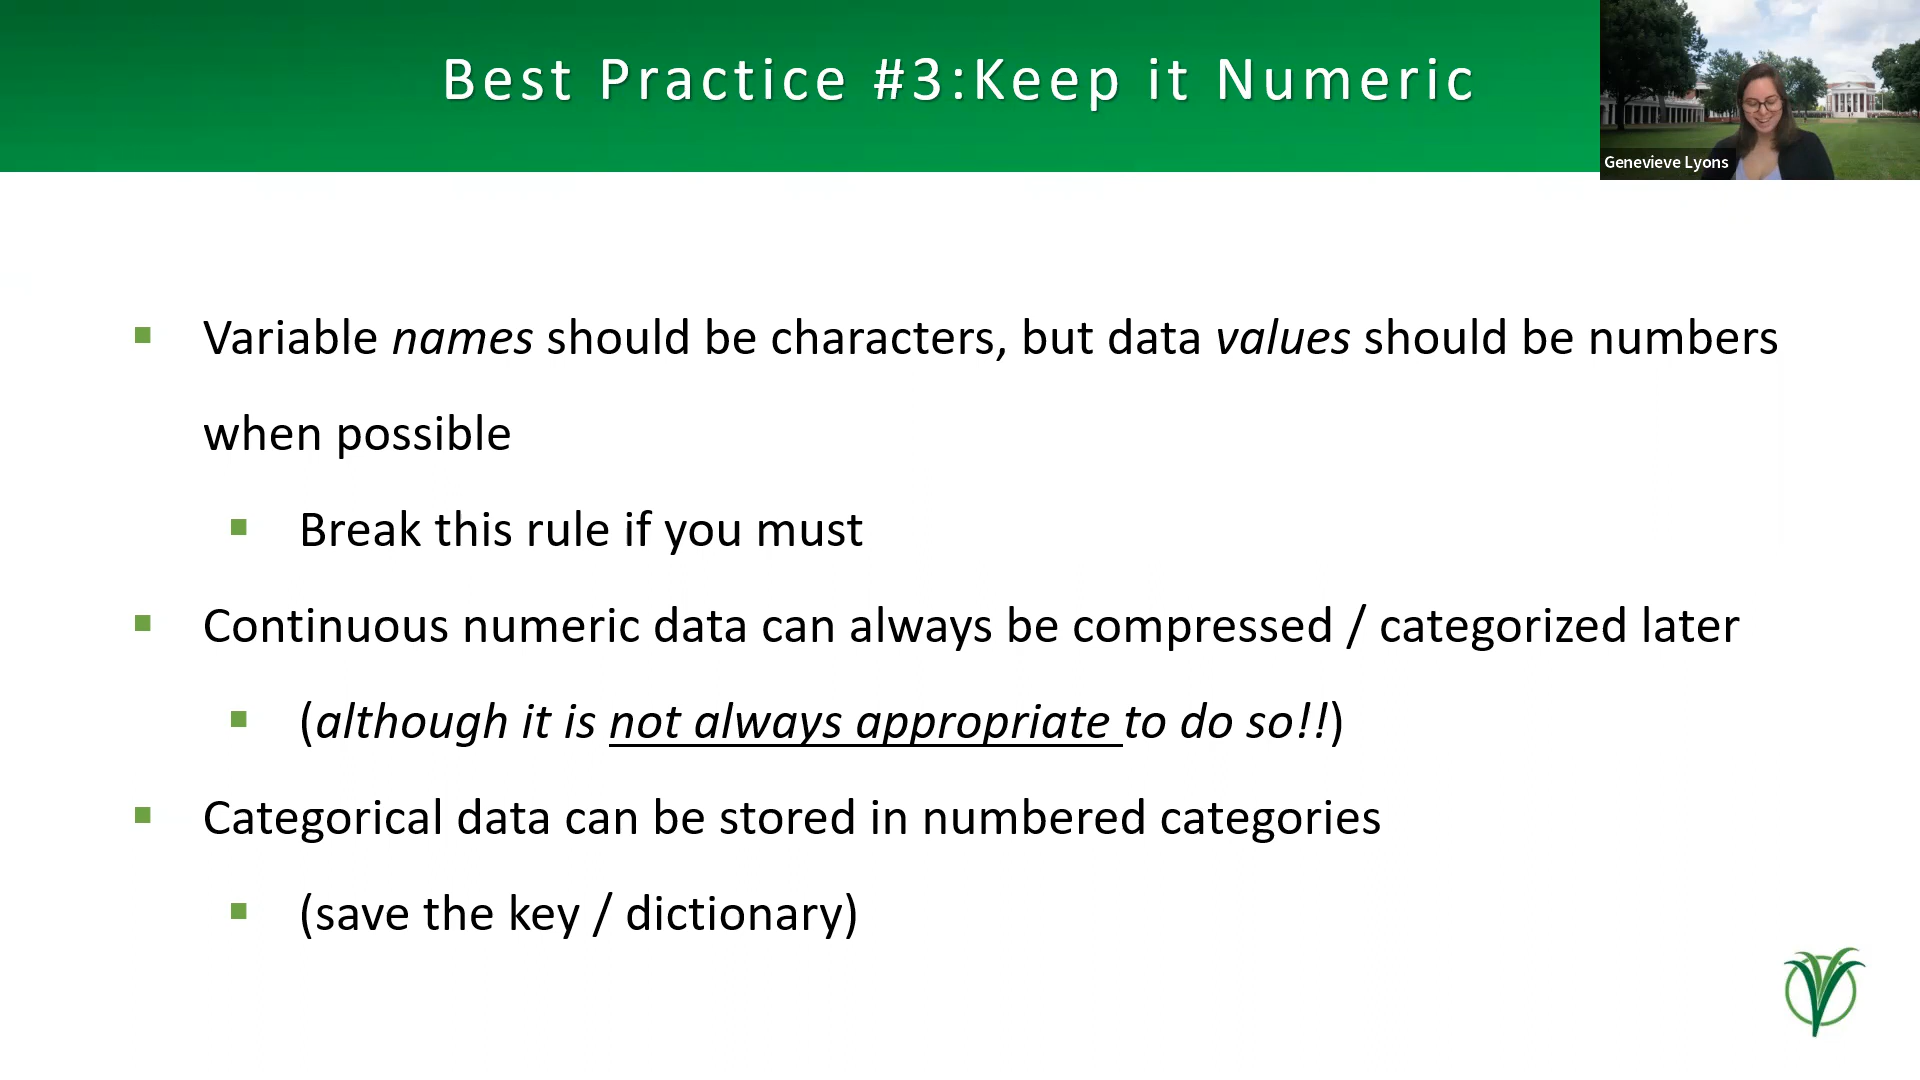 Best Practice #3:Keep it Numeric
Genevieve Lyons
Variable names should be characters, but data values should be numbers
when possible
Break this rule if you must
Continuous numeric data can always be compressed / categorized later
(although it is not always appropriate to do so!!)
Categorical data can be stored in numbered categories
(save the key / dictionary)